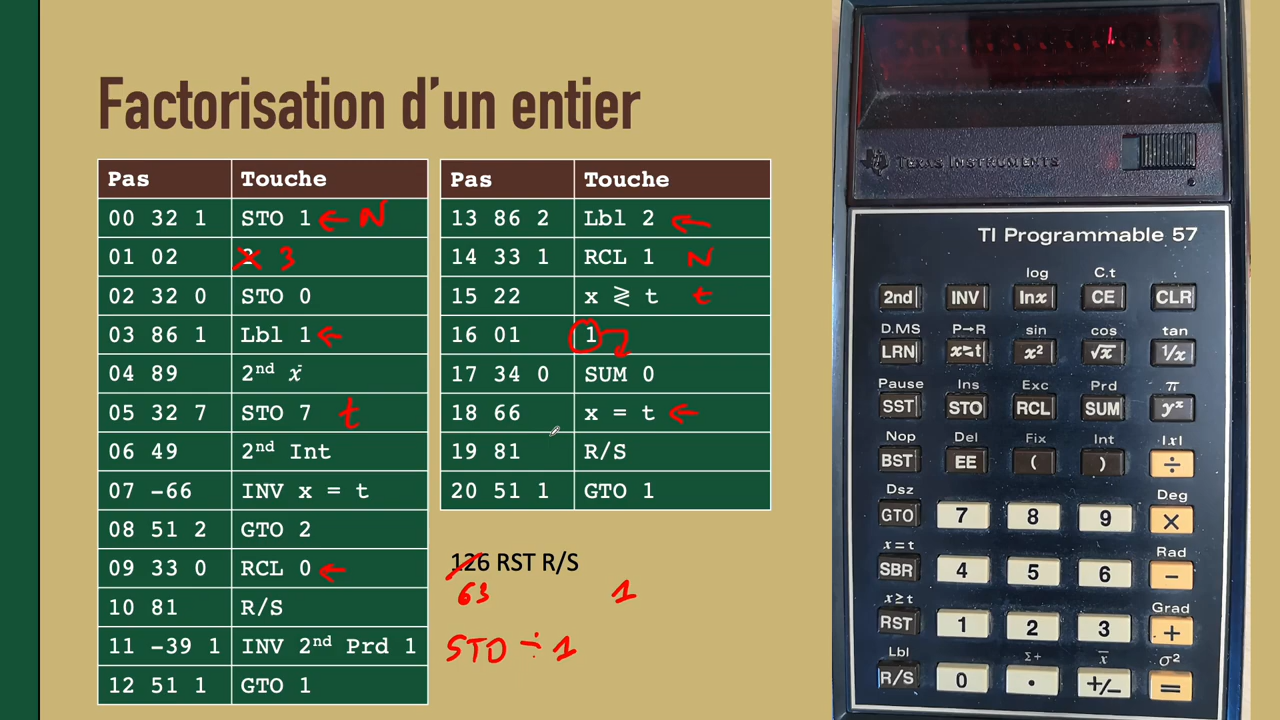 Factorisation d'un entier
Pas Touche
00 32 1 STO 1 ← N
01 02 2 3
02 32 0 STO 0
03 86 1 Lbl 1 ←
04 89 2nd x̄
05 32 7 STO 7 t
06 49 2nd Int
07 -66 INV x = t
08 51 2 GTO 2
09 33 0 RCL 0 ←
10 81 R/S
11 -39 1 INV 2nd Prd 1
12 51 1 GTO 1
Pas Touche
13 86 2 Lbl 2 ←
14 33 1 RCL 1 N
15 22 x ≷ t t
16 01 1
17 34 0 SUM 0
18 66 x = t ←
19 81 R/S
20 51 1 GTO 1
126 RST R/S
63 1
STO ÷ 1
1.
TEXAS INSTRUMENTS
TI Programmable 57
log C.t
2nd INV lnx CE CLR
D.MS P→R sin cos tan
LRN x≷t x² √x 1/x
Pause Ins Exc Prd π
SST STO RCL SUM yˣ
Nop Del Fix Int |x|
BST EE ( ) ÷
Dsz Deg
GTO 7 8 9 ×
x=t Rad
SBR 4 5 6 −
x≥t Grad
RST 1 2 3 +
Lbl Σ+ x̄ σ²
R/S 0 . +/- =